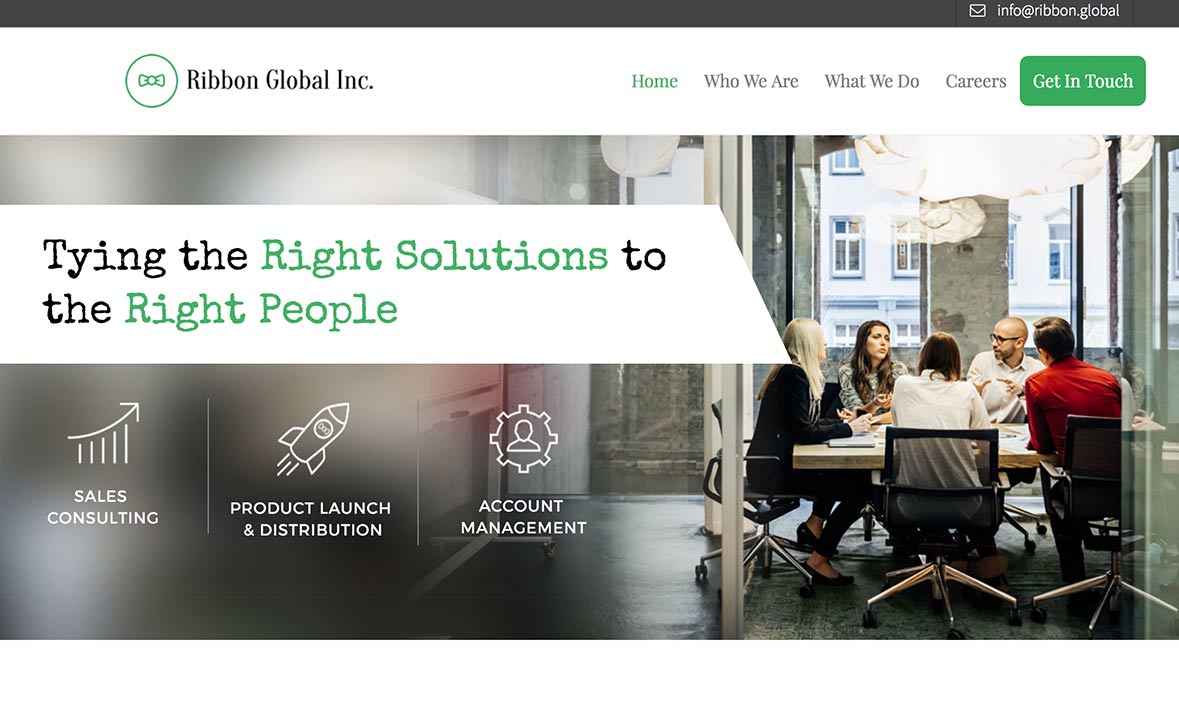 info@ribbon.global
Ribbon Global Inc.
Home Who We Are What We Do Careers Get In Touch
Tying the Right Solutions to
the Right People
SALES
CONSULTING
PRODUCT LAUNCH
& DISTRIBUTION
ACCOUNT
MANAGEMENT